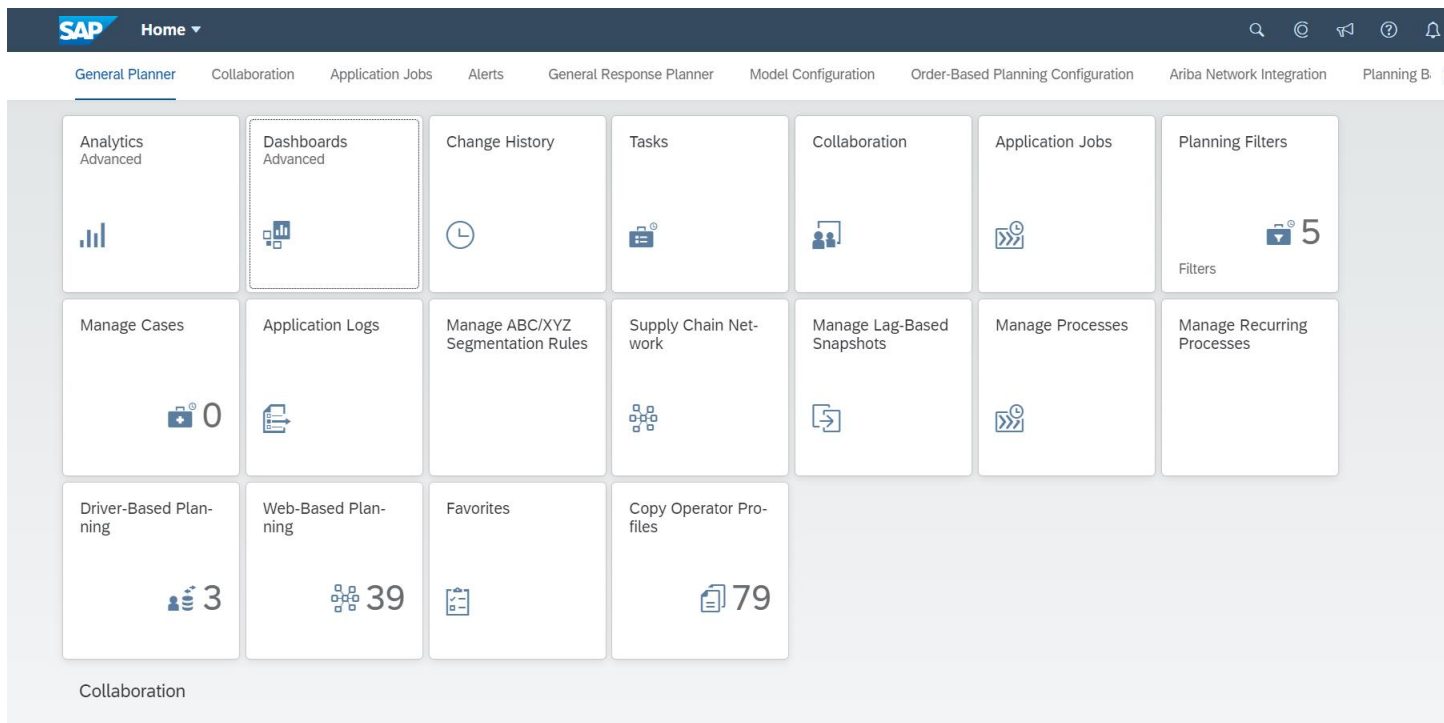 SAP Home
General Planner Collaboration Application Jobs Alerts General Response Planner Model Configuration Order-Based Planning Configuration Ariba Network Integration Planning B
Analytics
Advanced
Dashboards
Advanced
Change History
Tasks
Collaboration
Application Jobs
Planning Filters
5
Filters
Manage Cases
0
Application Logs
Manage ABC/XYZ
Segmentation Rules
Supply Chain Net-
work
Manage Lag-Based
Snapshots
Manage Processes
Manage Recurring
Processes
Driver-Based Plan-
ning
3
Web-Based Plan-
ning
39
Favorites
Copy Operator Pro-
files
79
Collaboration